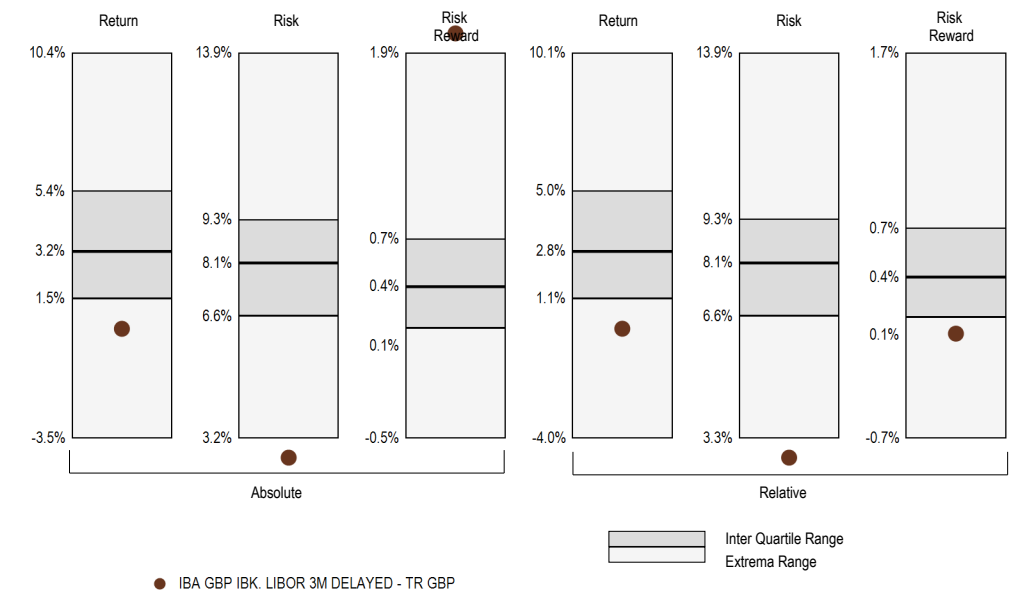 Return
Risk
Risk
Reward
Return
Risk
Risk
Reward
10.4%
13.9%
1.9%
10.1%
13.9%
1.7%
5.4%
9.3%
0.7%
5.0%
9.3%
0.7%
3.2%
8.1%
0.4%
2.8%
8.1%
0.4%
1.5%
6.6%
0.1%
1.1%
6.6%
0.1%
-3.5%
3.2%
-0.5%
-4.0%
3.3%
-0.7%
Absolute
Relative
Inter Quartile Range
Extrema Range
IBA GBP IBK. LIBOR 3M DELAYED - TR GBP